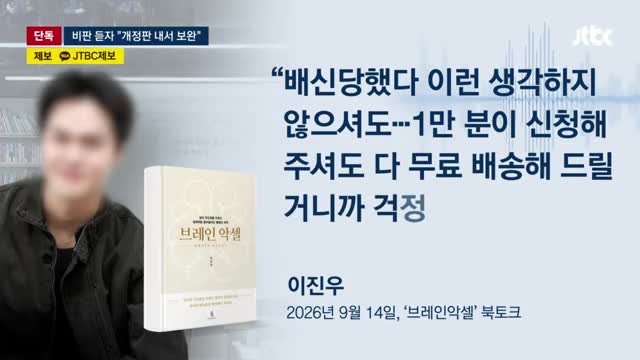 단독 비판 듣자 "개정판 내서 보완"
제보 JTBC제보
jtbc
“배신당했다 이런 생각하지
않으셔도…1만 분이 신청해
주셔도 다 무료 배송해 드릴
거니까 걱정
브레인 악셀
이진우
2026년 9월 14일, ‘브레인악셀’ 북토크